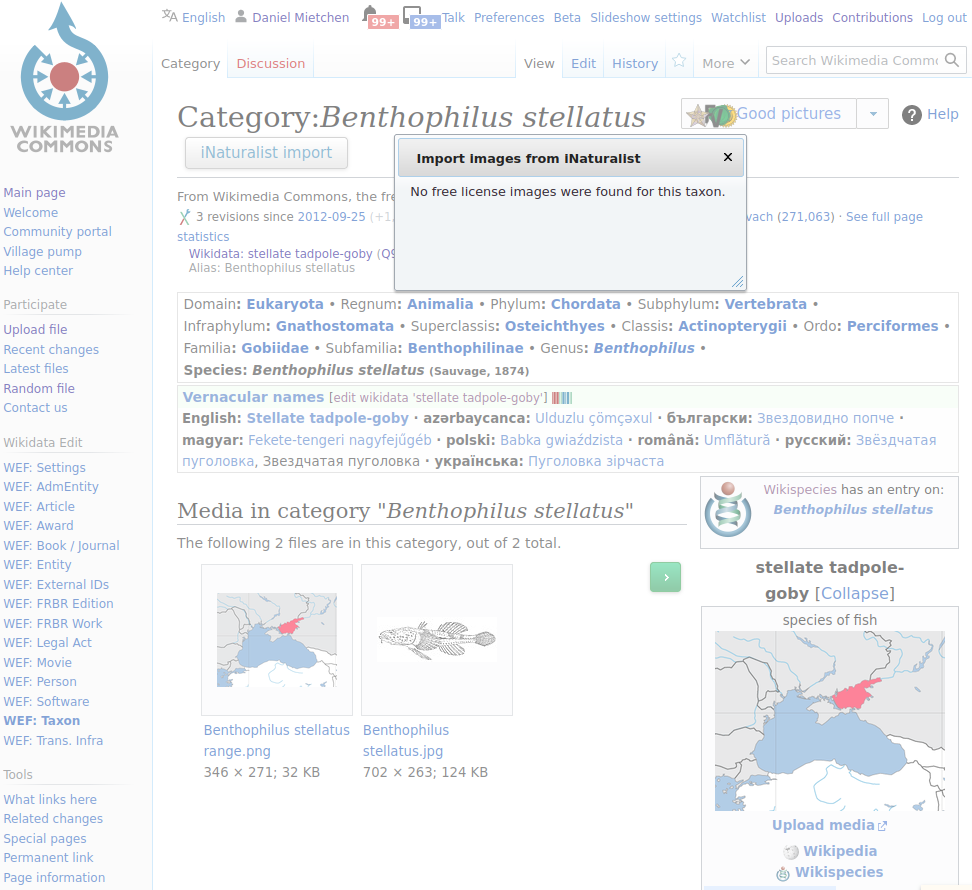 English Daniel Mietchen 99+ 99+ Talk Preferences Beta Slideshow settings Watchlist Uploads Contributions Log out
Category Discussion View Edit History More Search Wikimedia Commo
WIKIMEDIA
COMMONS
Category:Benthophilus stellatus
Good pictures
Help
iNaturalist import
Import images from iNaturalist
No free license images were found for this taxon.
From Wikimedia Commons, the fre
3 revisions since 2012-09-25 (+1,
vach (271,063) · See full page
statistics
Wikidata: stellate tadpole-goby (Q9
Alias: Benthophilus stellatus
Domain: Eukaryota • Regnum: Animalia • Phylum: Chordata • Subphylum: Vertebrata •
Infraphylum: Gnathostomata • Superclassis: Osteichthyes • Classis: Actinopterygii • Ordo: Perciformes •
Familia: Gobiidae • Subfamilia: Benthophilinae • Genus: Benthophilus •
Species: Benthophilus stellatus (Sauvage, 1874)
Vernacular names [edit wikidata 'stellate tadpole-goby']
English: Stellate tadpole-goby · azərbaycanca: Ulduzlu çömçəxul · български: Звездовидно попче ·
magyar: Fekete-tengeri nagyfejűgéb · polski: Babka gwiaździsta · română: Umflătură · русский: Звёздчатая
пуголовка, Звездчатая пуголовка · українська: Пуголовка зірчаста
Media in category "Benthophilus stellatus"
The following 2 files are in this category, out of 2 total.
Benthophilus stellatus
range.png
346 × 271; 32 KB
Benthophilus
stellatus.jpg
702 × 263; 124 KB
Wikispecies has an entry on:
Benthophilus stellatus
stellate tadpole-
goby [Collapse]
species of fish
Upload media
Wikipedia
Wikispecies
Main page
Welcome
Community portal
Village pump
Help center
Participate
Upload file
Recent changes
Latest files
Random file
Contact us
Wikidata Edit
WEF: Settings
WEF: AdmEntity
WEF: Article
WEF: Award
WEF: Book / Journal
WEF: Entity
WEF: External IDs
WEF: FRBR Edition
WEF: FRBR Work
WEF: Legal Act
WEF: Movie
WEF: Person
WEF: Software
WEF: Taxon
WEF: Trans. Infra
Tools
What links here
Related changes
Special pages
Permanent link
Page information